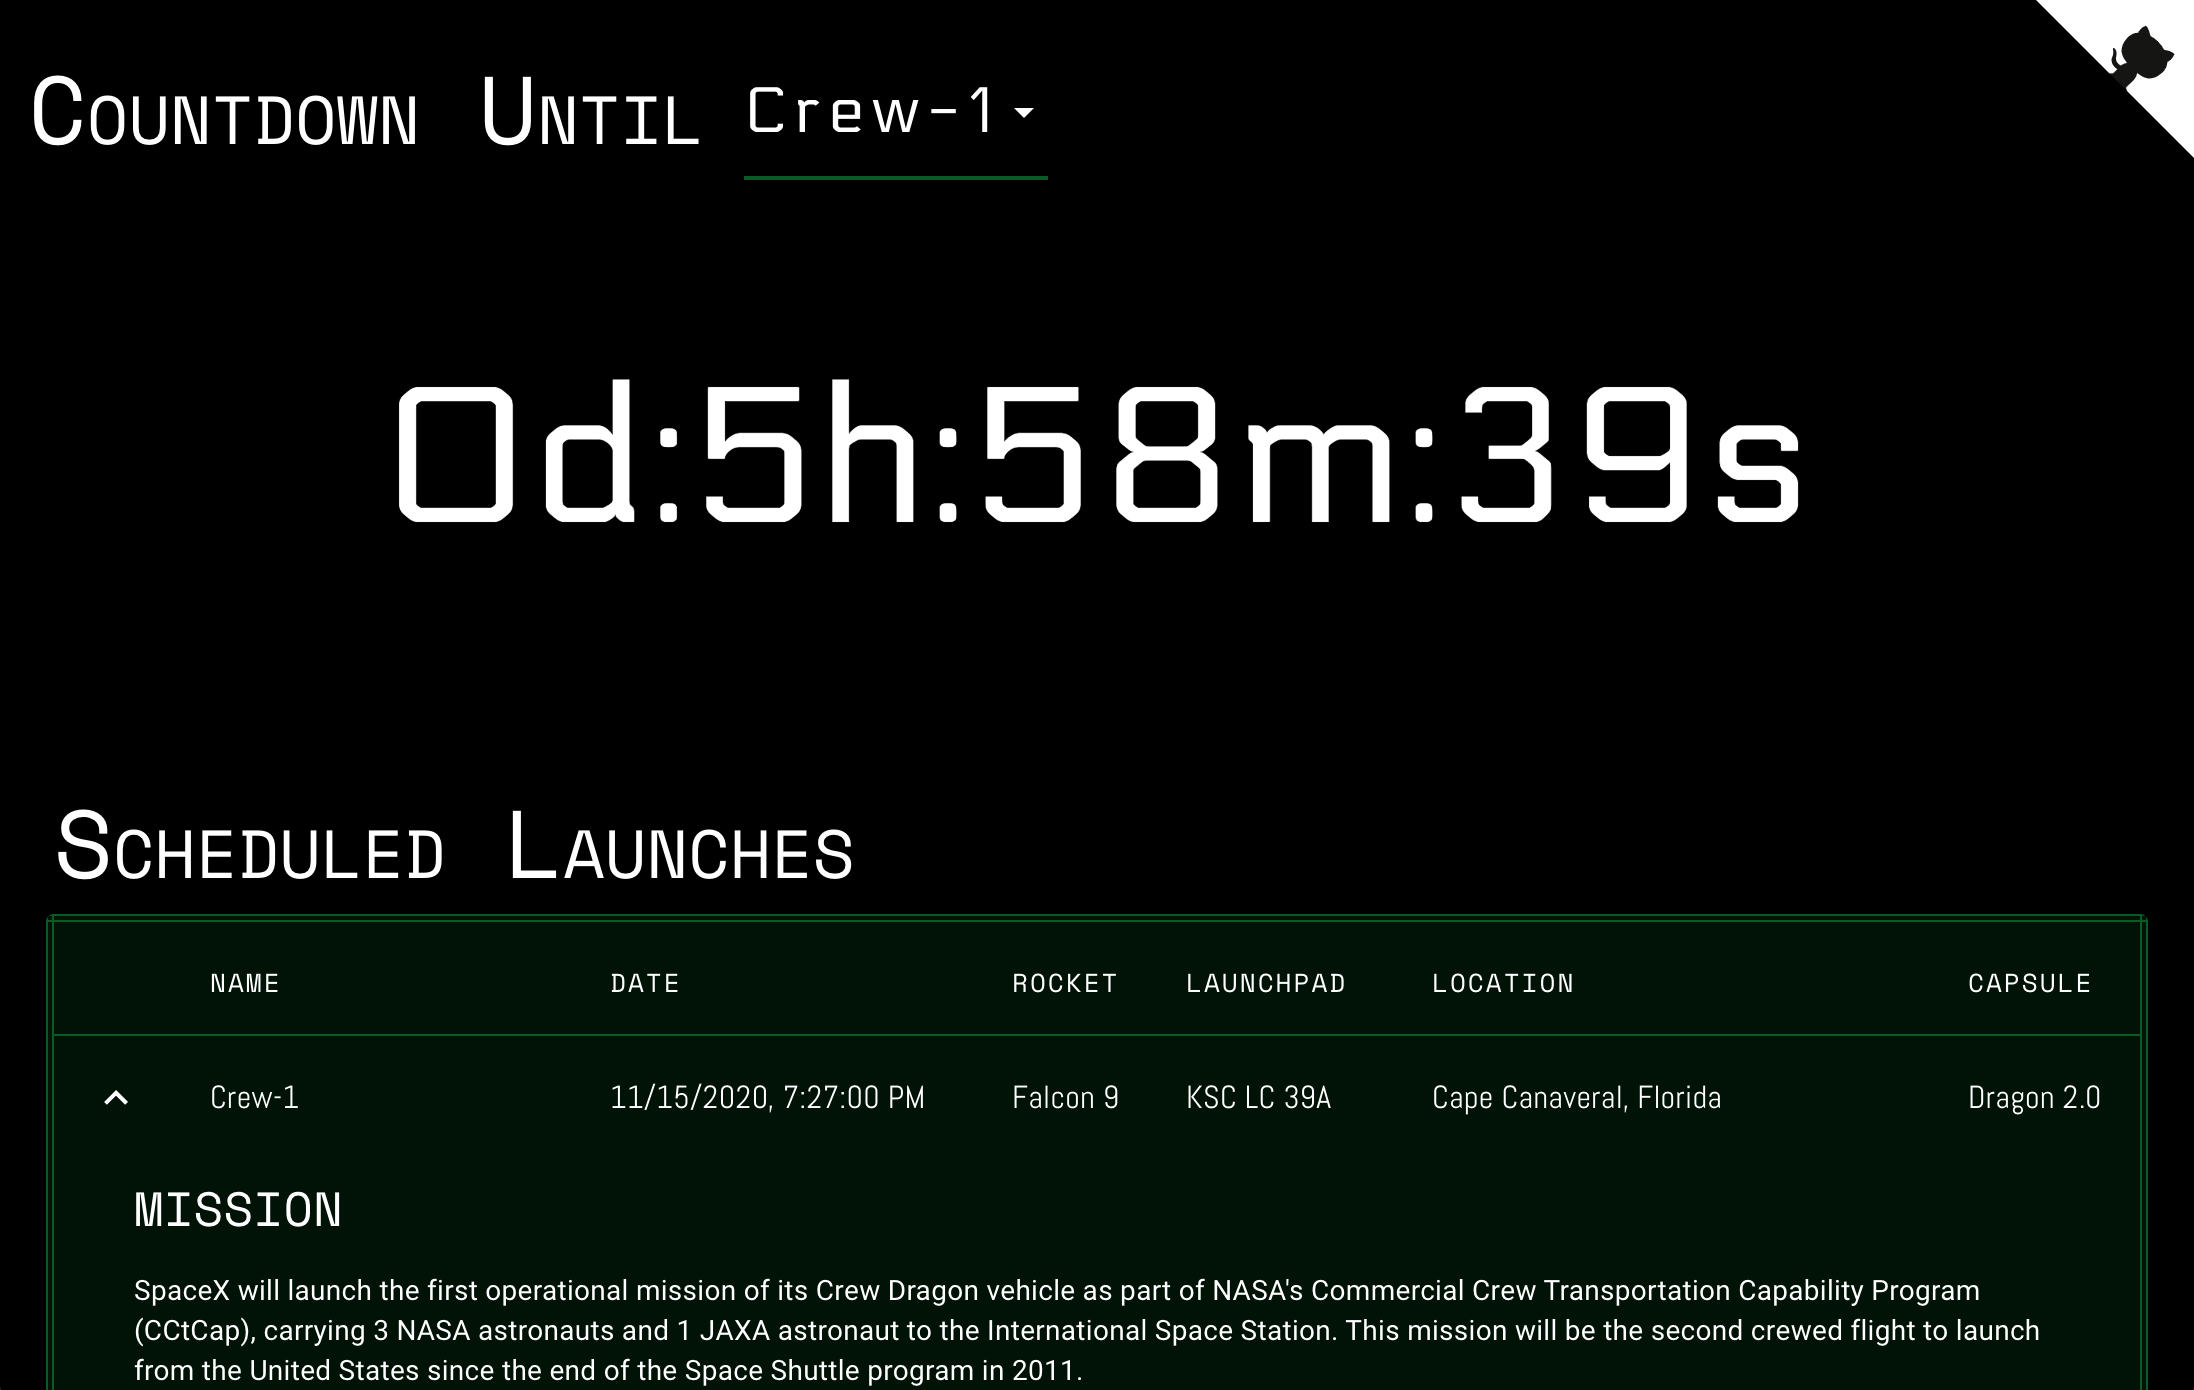 Countdown Until Crew-1
0d:5h:58m:39s
Scheduled Launches
NAME DATE ROCKET LAUNCHPAD LOCATION CAPSULE
Crew-1 11/15/2020, 7:27:00 PM Falcon 9 KSC LC 39A Cape Canaveral, Florida Dragon 2.0
MISSION
SpaceX will launch the first operational mission of its Crew Dragon vehicle as part of NASA's Commercial Crew Transportation Capability Program
(CCtCap), carrying 3 NASA astronauts and 1 JAXA astronaut to the International Space Station. This mission will be the second crewed flight to launch
from the United States since the end of the Space Shuttle program in 2011.